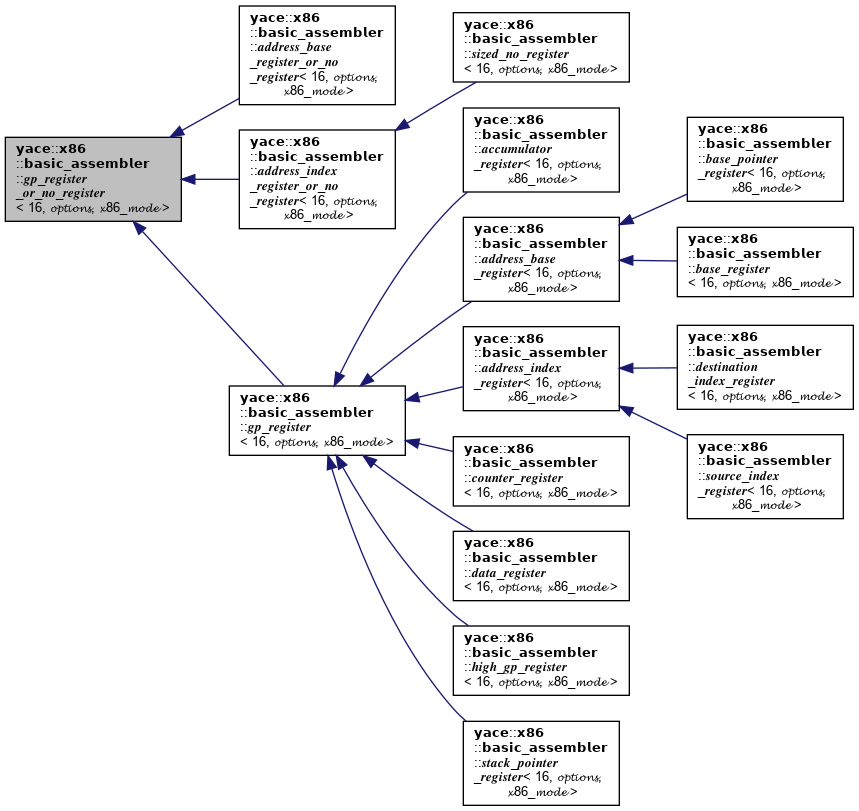 yace::x86
::basic_assembler
::gp_register
_or_no_register
< 16, options, x86_mode >
yace::x86
::basic_assembler
::address_base
_register_or_no
_register< 16, options,
x86_mode >
yace::x86
::basic_assembler
::address_index
_register_or_no
_register< 16, options,
x86_mode >
yace::x86
::basic_assembler
::gp_register
< 16, options, x86_mode >
yace::x86
::basic_assembler
::sized_no_register
< 16, options, x86_mode >
yace::x86
::basic_assembler
::accumulator
_register< 16, options,
x86_mode >
yace::x86
::basic_assembler
::address_base
_register< 16, options,
x86_mode >
yace::x86
::basic_assembler
::address_index
_register< 16, options,
x86_mode >
yace::x86
::basic_assembler
::counter_register
< 16, options, x86_mode >
yace::x86
::basic_assembler
::data_register
< 16, options, x86_mode >
yace::x86
::basic_assembler
::high_gp_register
< 16, options, x86_mode >
yace::x86
::basic_assembler
::stack_pointer
_register< 16, options,
x86_mode >
yace::x86
::basic_assembler
::base_pointer
_register< 16, options,
x86_mode >
yace::x86
::basic_assembler
::base_register
< 16, options, x86_mode >
yace::x86
::basic_assembler
::destination
_index_register
< 16, options, x86_mode >
yace::x86
::basic_assembler
::source_index
_register< 16, options,
x86_mode >